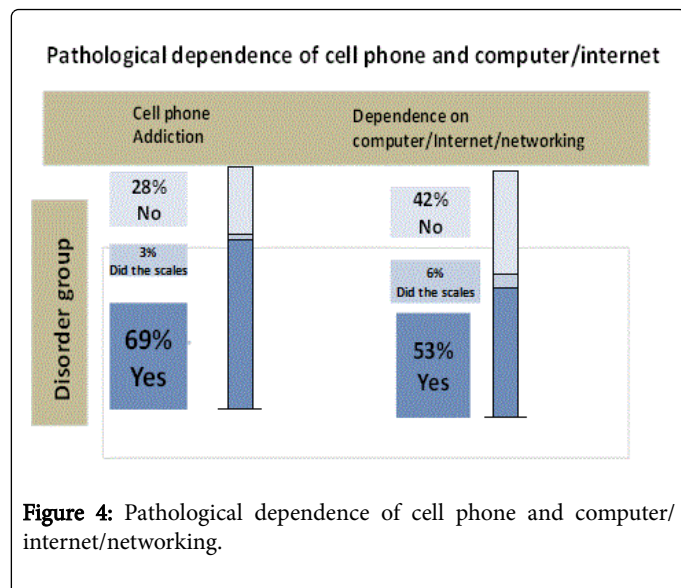 Pathological dependence of cell phone and computer/internet
Cell phone
Addiction
Dependence on
computer/Internet/networking
Disorder group
28%
No
3%
Did the scales
69%
Yes
42%
No
6%
Did the scales
53%
Yes
Figure 4: Pathological dependence of cell phone and computer/
internet/networking.